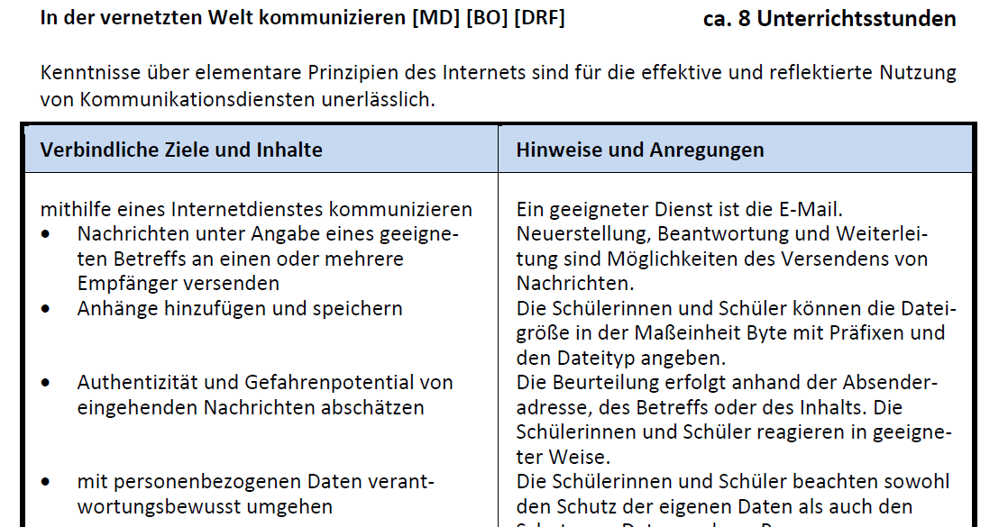 In der vernetzten Welt kommunizieren [MD] [BO] [DRF] ca. 8 Unterrichtsstunden
Kenntnisse über elementare Prinzipien des Internets sind für die effektive und reflektierte Nutzung
von Kommunikationsdiensten unerlässlich.
Verbindliche Ziele und Inhalte
Hinweise und Anregungen
mithilfe eines Internetdienstes kommunizieren
• Nachrichten unter Angabe eines geeigne-
ten Betreffs an einen oder mehrere
Empfänger versenden
• Anhänge hinzufügen und speichern
• Authentizität und Gefahrenpotential von
eingehenden Nachrichten abschätzen
• mit personenbezogenen Daten verant-
wortungsbewusst umgehen
Ein geeigneter Dienst ist die E-Mail.
Neuerstellung, Beantwortung und Weiterlei-
tung sind Möglichkeiten des Versendens von
Nachrichten.
Die Schülerinnen und Schüler können die Datei-
größe in der Maßeinheit Byte mit Präfixen und
den Dateityp angeben.
Die Beurteilung erfolgt anhand der Absender-
adresse, des Betreffs oder des Inhalts. Die
Schülerinnen und Schüler reagieren in geeigne-
ter Weise.
Die Schülerinnen und Schüler beachten sowohl
den Schutz der eigenen Daten als auch den